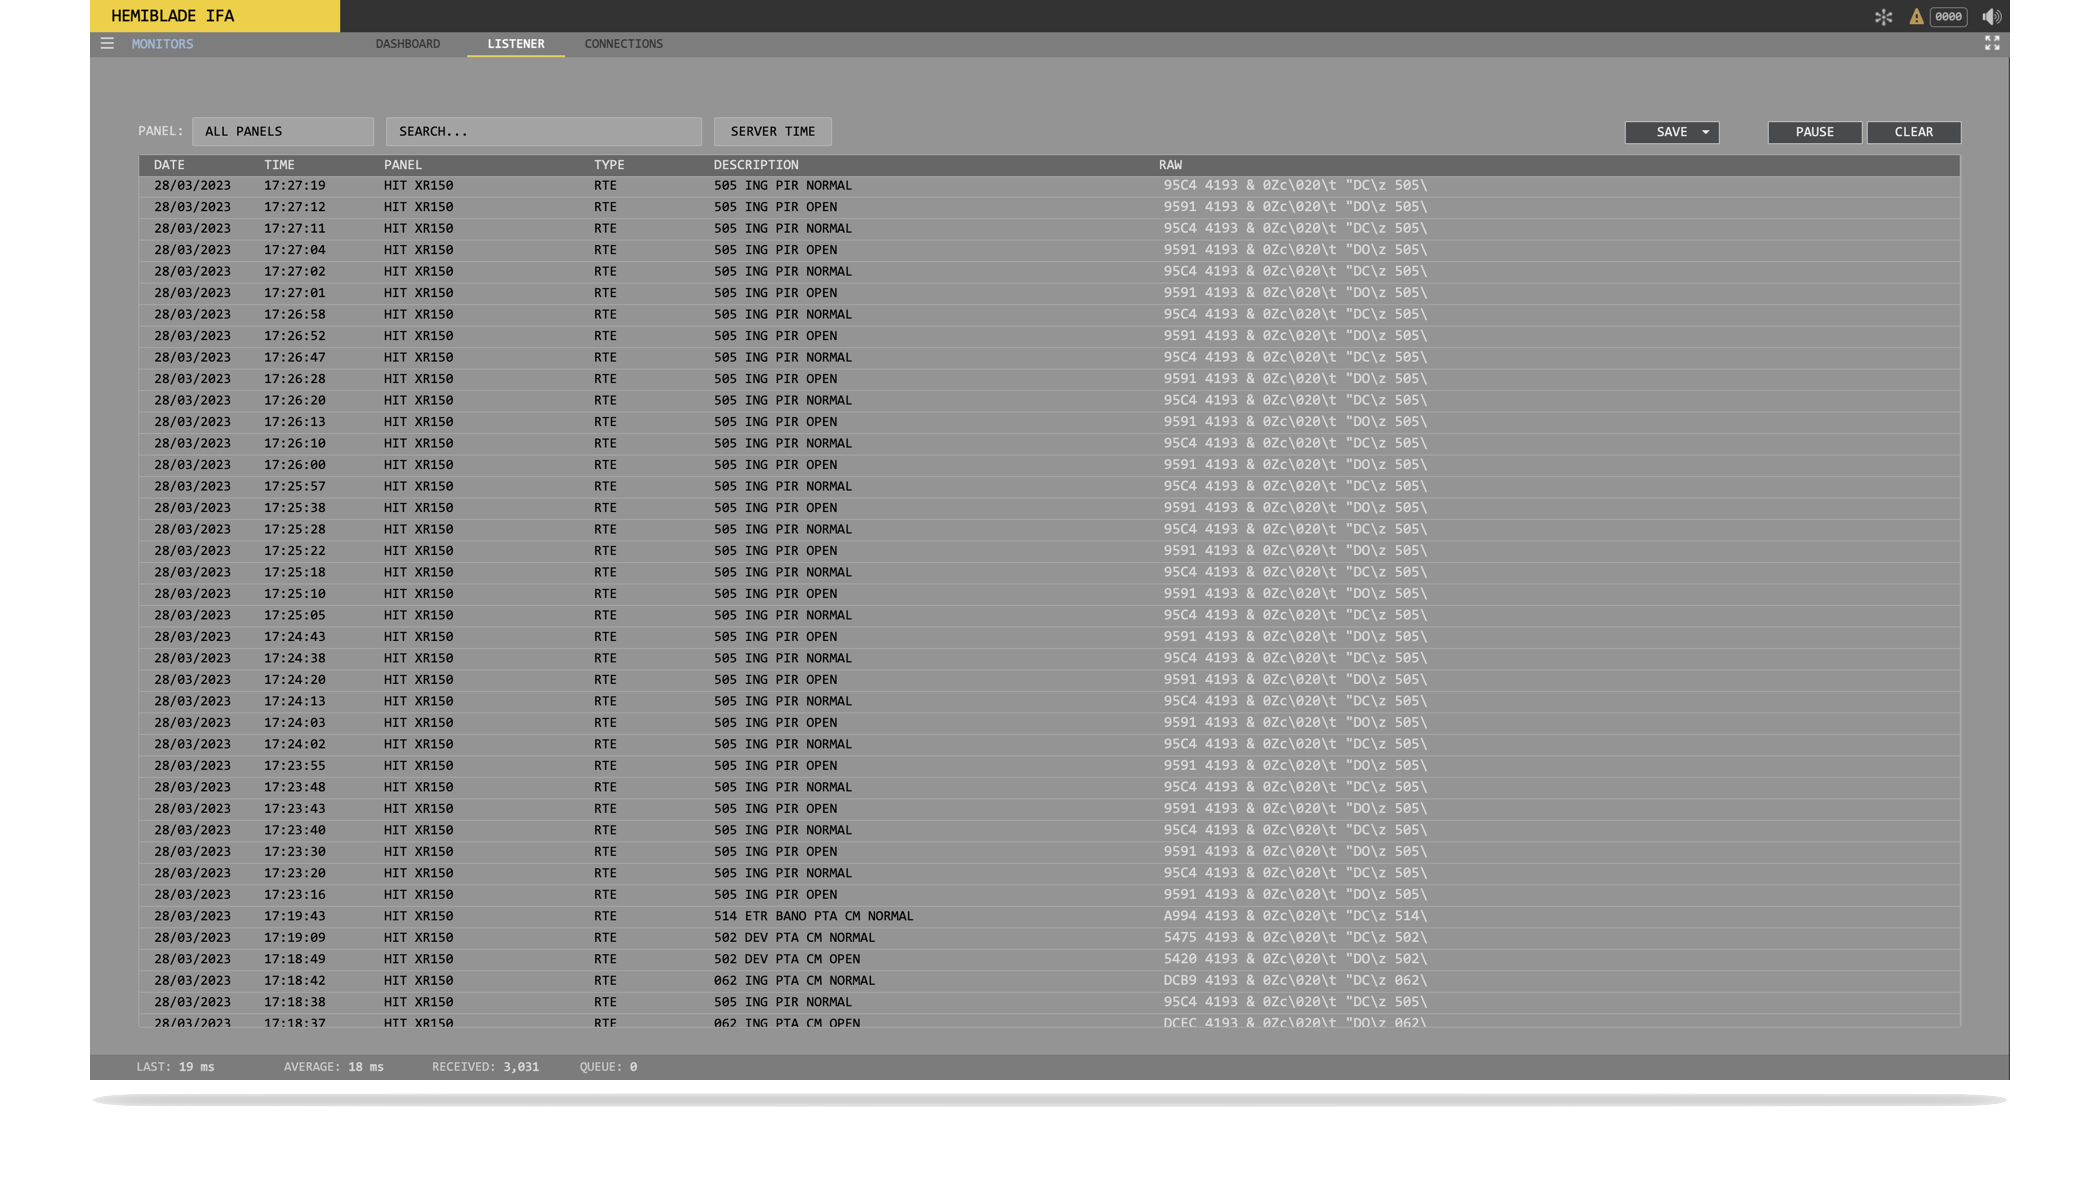 HEMIBLADE IFA
0000
MONITORS DASHBOARD LISTENER CONNECTIONS
PANEL: ALL PANELS SEARCH... SERVER TIME SAVE PAUSE CLEAR
DATE TIME PANEL TYPE DESCRIPTION RAW
28/03/2023 17:27:19 HIT XR150 RTE 505 ING PIR NORMAL 95C4 4193 & 0Zc\020\t "DC\z 505\
28/03/2023 17:27:12 HIT XR150 RTE 505 ING PIR OPEN 9591 4193 & 0Zc\020\t "DO\z 505\
28/03/2023 17:27:11 HIT XR150 RTE 505 ING PIR NORMAL 95C4 4193 & 0Zc\020\t "DC\z 505\
28/03/2023 17:27:04 HIT XR150 RTE 505 ING PIR OPEN 9591 4193 & 0Zc\020\t "DO\z 505\
28/03/2023 17:27:02 HIT XR150 RTE 505 ING PIR NORMAL 95C4 4193 & 0Zc\020\t "DC\z 505\
28/03/2023 17:27:01 HIT XR150 RTE 505 ING PIR OPEN 9591 4193 & 0Zc\020\t "DO\z 505\
28/03/2023 17:26:58 HIT XR150 RTE 505 ING PIR NORMAL 95C4 4193 & 0Zc\020\t "DC\z 505\
28/03/2023 17:26:52 HIT XR150 RTE 505 ING PIR OPEN 9591 4193 & 0Zc\020\t "DO\z 505\
28/03/2023 17:26:47 HIT XR150 RTE 505 ING PIR NORMAL 95C4 4193 & 0Zc\020\t "DC\z 505\
28/03/2023 17:26:28 HIT XR150 RTE 505 ING PIR OPEN 9591 4193 & 0Zc\020\t "DO\z 505\
28/03/2023 17:26:20 HIT XR150 RTE 505 ING PIR NORMAL 95C4 4193 & 0Zc\020\t "DC\z 505\
28/03/2023 17:26:13 HIT XR150 RTE 505 ING PIR OPEN 9591 4193 & 0Zc\020\t "DO\z 505\
28/03/2023 17:26:10 HIT XR150 RTE 505 ING PIR NORMAL 95C4 4193 & 0Zc\020\t "DC\z 505\
28/03/2023 17:26:00 HIT XR150 RTE 505 ING PIR OPEN 9591 4193 & 0Zc\020\t "DO\z 505\
28/03/2023 17:25:57 HIT XR150 RTE 505 ING PIR NORMAL 95C4 4193 & 0Zc\020\t "DC\z 505\
28/03/2023 17:25:38 HIT XR150 RTE 505 ING PIR OPEN 9591 4193 & 0Zc\020\t "DO\z 505\
28/03/2023 17:25:28 HIT XR150 RTE 505 ING PIR NORMAL 95C4 4193 & 0Zc\020\t "DC\z 505\
28/03/2023 17:25:22 HIT XR150 RTE 505 ING PIR OPEN 9591 4193 & 0Zc\020\t "DO\z 505\
28/03/2023 17:25:18 HIT XR150 RTE 505 ING PIR NORMAL 95C4 4193 & 0Zc\020\t "DC\z 505\
28/03/2023 17:25:10 HIT XR150 RTE 505 ING PIR OPEN 9591 4193 & 0Zc\020\t "DO\z 505\
28/03/2023 17:25:05 HIT XR150 RTE 505 ING PIR NORMAL 95C4 4193 & 0Zc\020\t "DC\z 505\
28/03/2023 17:24:43 HIT XR150 RTE 505 ING PIR OPEN 9591 4193 & 0Zc\020\t "DO\z 505\
28/03/2023 17:24:38 HIT XR150 RTE 505 ING PIR NORMAL 95C4 4193 & 0Zc\020\t "DC\z 505\
28/03/2023 17:24:20 HIT XR150 RTE 505 ING PIR OPEN 9591 4193 & 0Zc\020\t "DO\z 505\
28/03/2023 17:24:13 HIT XR150 RTE 505 ING PIR NORMAL 95C4 4193 & 0Zc\020\t "DC\z 505\
28/03/2023 17:24:03 HIT XR150 RTE 505 ING PIR OPEN 9591 4193 & 0Zc\020\t "DO\z 505\
28/03/2023 17:24:02 HIT XR150 RTE 505 ING PIR NORMAL 95C4 4193 & 0Zc\020\t "DC\z 505\
28/03/2023 17:23:55 HIT XR150 RTE 505 ING PIR OPEN 9591 4193 & 0Zc\020\t "DO\z 505\
28/03/2023 17:23:48 HIT XR150 RTE 505 ING PIR NORMAL 95C4 4193 & 0Zc\020\t "DC\z 505\
28/03/2023 17:23:43 HIT XR150 RTE 505 ING PIR OPEN 9591 4193 & 0Zc\020\t "DO\z 505\
28/03/2023 17:23:40 HIT XR150 RTE 505 ING PIR NORMAL 95C4 4193 & 0Zc\020\t "DC\z 505\
28/03/2023 17:23:30 HIT XR150 RTE 505 ING PIR OPEN 9591 4193 & 0Zc\020\t "DO\z 505\
28/03/2023 17:23:20 HIT XR150 RTE 505 ING PIR NORMAL 95C4 4193 & 0Zc\020\t "DC\z 505\
28/03/2023 17:23:16 HIT XR150 RTE 505 ING PIR OPEN 9591 4193 & 0Zc\020\t "DO\z 505\
28/03/2023 17:19:43 HIT XR150 RTE 514 ETR BANO PTA CM NORMAL A994 4193 & 0Zc\020\t "DC\z 514\
28/03/2023 17:19:09 HIT XR150 RTE 502 DEV PTA CM NORMAL 5475 4193 & 0Zc\020\t "DC\z 502\
28/03/2023 17:18:49 HIT XR150 RTE 502 DEV PTA CM OPEN 5420 4193 & 0Zc\020\t "DO\z 502\
28/03/2023 17:18:42 HIT XR150 RTE 062 ING PTA CM NORMAL DCB9 4193 & 0Zc\020\t "DC\z 062\
28/03/2023 17:18:38 HIT XR150 RTE 505 ING PIR NORMAL 95C4 4193 & 0Zc\020\t "DC\z 505\
28/03/2023 17:18:37 HIT XR150 RTE 062 ING PTA CM OPEN DCEC 4193 & 0Zc\020\t "DO\z 062\
LAST: 19 ms AVERAGE: 18 ms RECEIVED: 3,031 QUEUE: 0